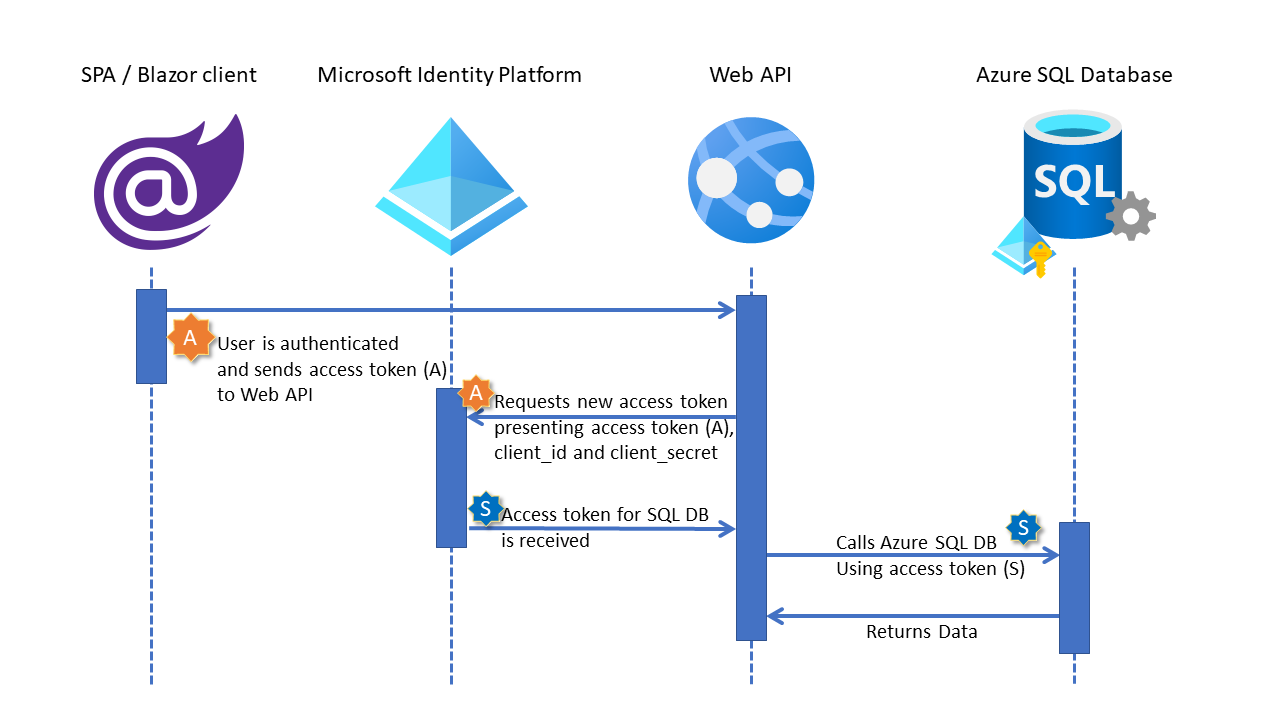 SPA / Blazor client
Microsoft Identity Platform
Web API
Azure SQL Database
@
SQL
A
User is authenticated
and sends access token (A)
to Web API
A
Requests new access token
presenting access token (A),
client_id and client_secret
S
Access token for SQL DB
is received
S
Calls Azure SQL DB
Using access token (S)
Returns Data